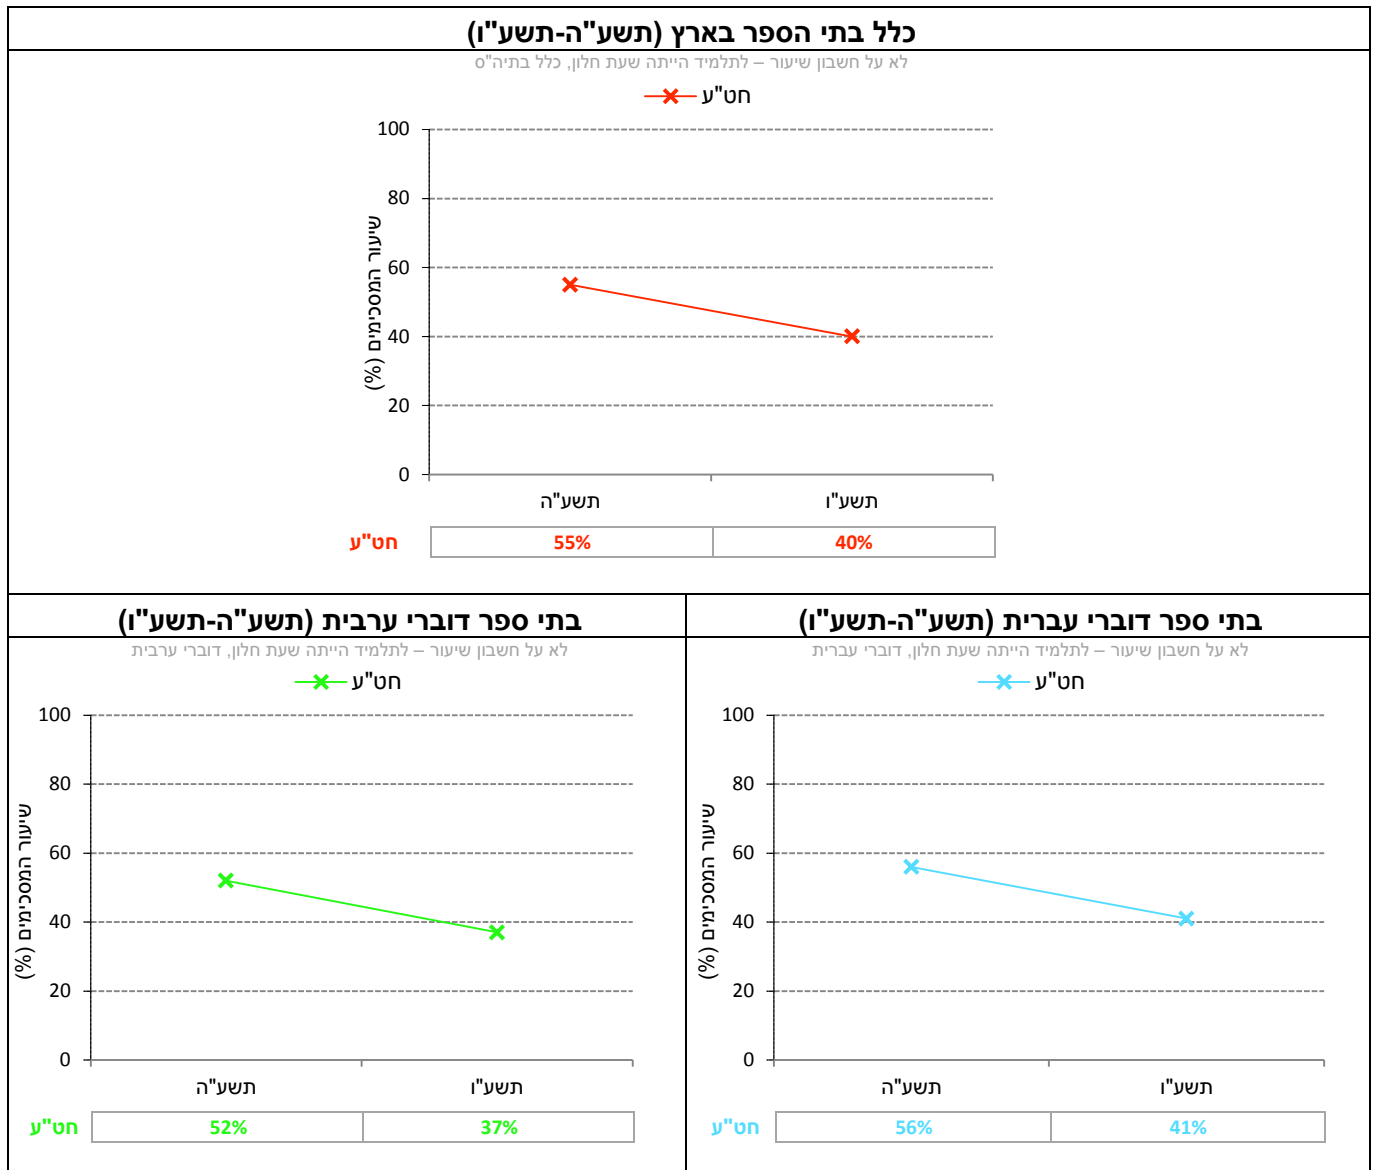 כלל בתי הספר בארץ (תשע"ה-תשע"ו)
לא על חשבון שיעור – לתלמיד הייתה שעת חלון, כלל בתיה"ס
חט"ע
שיעור המסכימים (%)
100
80
60
40
20
0
תשע"ה תשע"ו
חט"ע 55% 40%
בתי ספר דוברי עברית (תשע"ה-תשע"ו)
לא על חשבון שיעור – לתלמיד הייתה שעת חלון, דוברי עברית
חט"ע
שיעור המסכימים (%)
100
80
60
40
20
0
תשע"ה תשע"ו
חט"ע 56% 41%
בתי ספר דוברי ערבית (תשע"ה-תשע"ו)
לא על חשבון שיעור – לתלמיד הייתה שעת חלון, דוברי ערבית
חט"ע
שיעור המסכימים (%)
100
80
60
40
20
0
תשע"ה תשע"ו
חט"ע 52% 37%